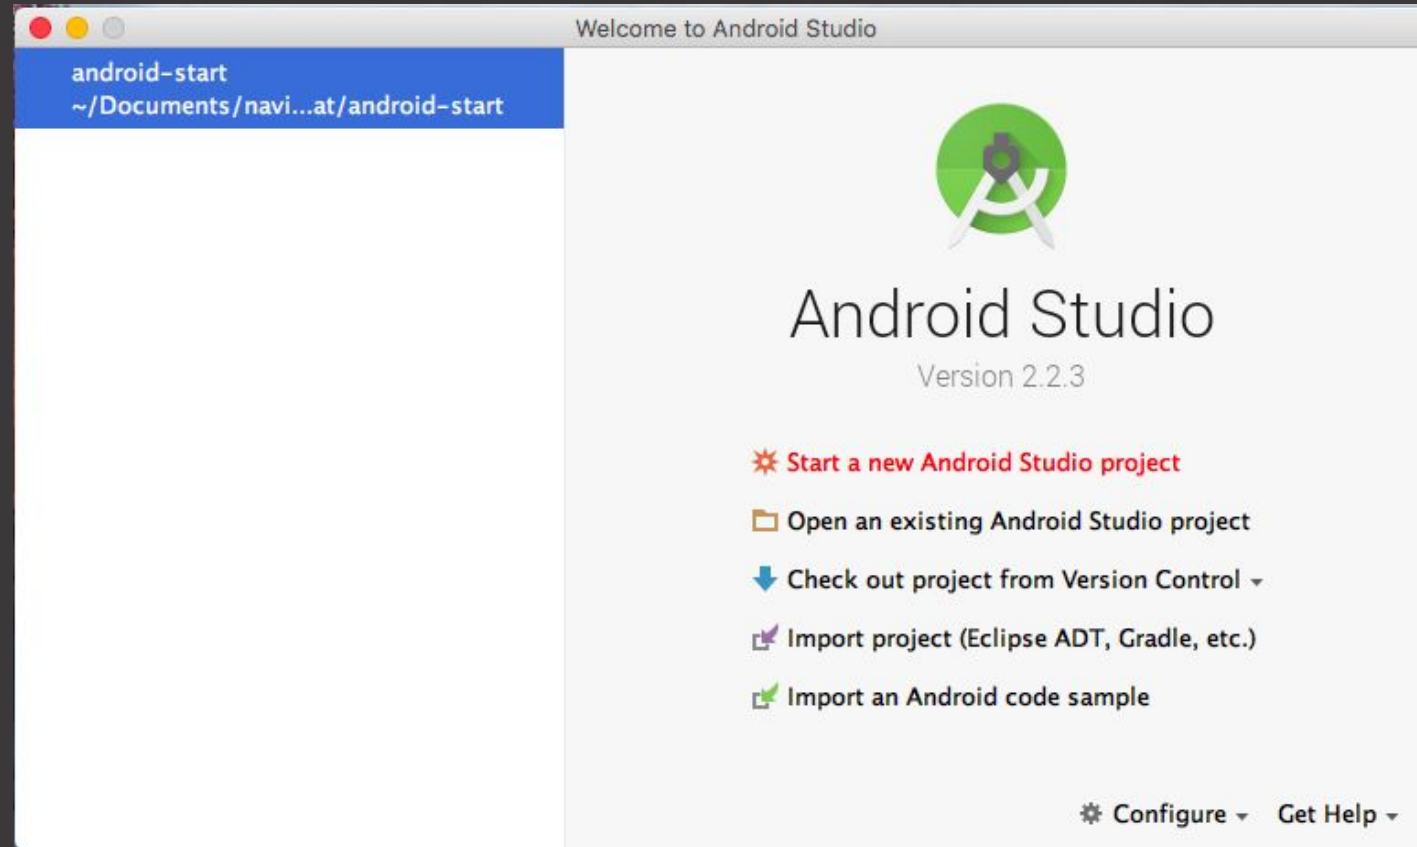 Welcome to Android Studio
android-start
~/Documents/navi...at/android-start
Android Studio
Version 2.2.3
Start a new Android Studio project
Open an existing Android Studio project
Check out project from Version Control
Import project (Eclipse ADT, Gradle, etc.)
Import an Android code sample
Configure
Get Help